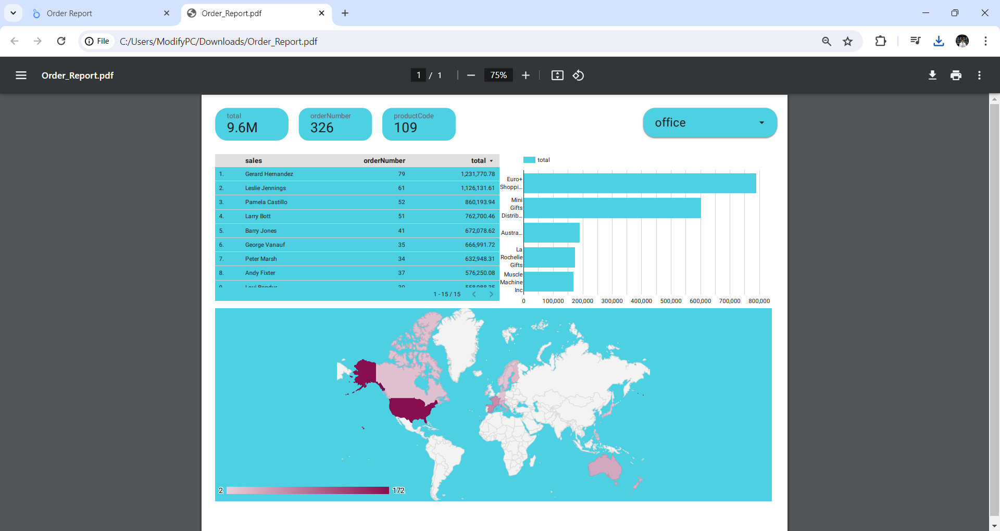 Order Report
Order_Report.pdf
File C:/Users/ModifyPC/Downloads/Order_Report.pdf
Order_Report.pdf
1 / 1
75%
total
9.6M
orderNumber
326
productCode
109
office
sales orderNumber total
1. Gerard Hernandez 79 1,231,770.78
2. Leslie Jennings 61 1,126,131.61
3. Pamela Castillo 52 860,193.94
4. Larry Bott 51 762,700.46
5. Barry Jones 41 672,078.62
6. George Vanauf 35 666,991.72
7. Peter Marsh 34 632,948.31
8. Andy Fixter 37 576,250.08
1 - 15 / 15
total
Euro+
Shoppi...
Mini
Gifts
Distrib...
Austra...
La
Rochelle
Gifts
Muscle
Machine
Inc
0 100,000 200,000 300,000 400,000 500,000 600,000 700,000 800,000
2 172